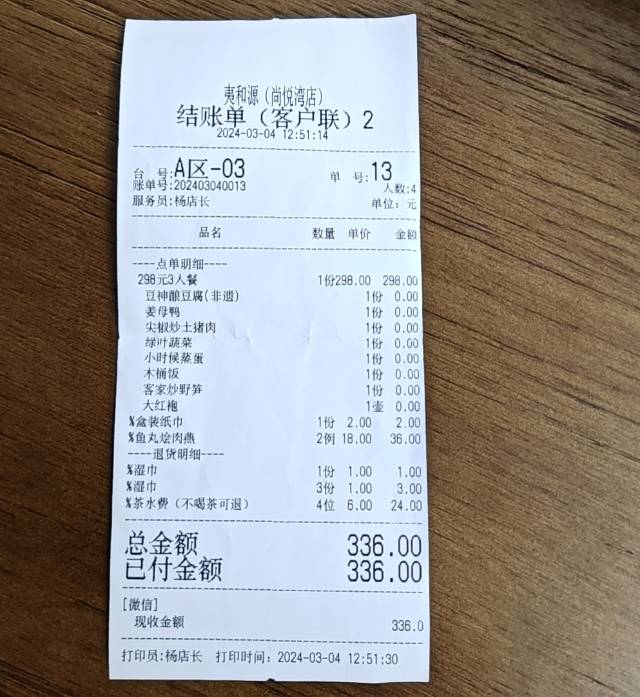 夷和源（尚悦湾店）
结账单（客户联）2
2024-03-04 12:51:14
台 号:A区-03 单 号:13
账单号:202403040013 人数:4
服务员:杨店长 单位: 元
品名 数量 单价 金额
----点单明细----
298元3人餐 1份298.00 298.00
豆神酿豆腐(非遗) 1份 0.00
姜母鸭 1份 0.00
尖椒炒土猪肉 1份 0.00
绿叶蔬菜 1份 0.00
小时候蒸蛋 1份 0.00
木桶饭 1份 0.00
客家炒野笋 1份 0.00
大红袍 1壶 0.00
%盒装纸巾 1份 2.00 2.00
%鱼丸烩肉燕 2例 18.00 36.00
----退货明细----
%湿巾 1份 1.00 1.00
%湿巾 3份 1.00 3.00
%茶水费（不喝茶可退） 4位 6.00 24.00
总金额 336.00
已付金额 336.00
[微信]
现收金额 336.0
打印员:杨店长 打印时间: 2024-03-04 12:51:30